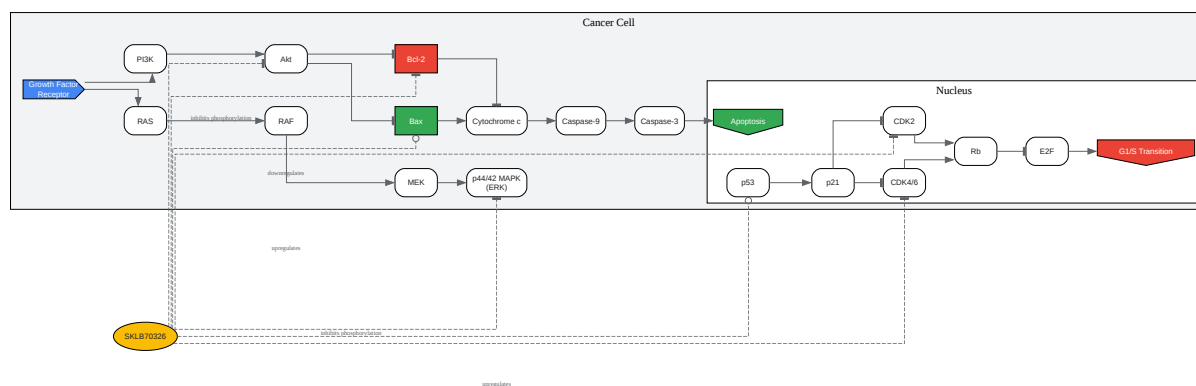 Cancer Cell
PI3K
Akt
Bcl-2
Growth Factor
Receptor
Nucleus
RAS
inhibits phosphorylation
RAF
Bax
Cytochrome c
Caspase-9
Caspase-3
Apoptosis
CDK2
Rb
E2F
G1/S Transition
downregulates
MEK
p44/42 MAPK
(ERK)
p53
p21
CDK4/6
upregulates
SKLB70326
inhibits phosphorylation
upregulates